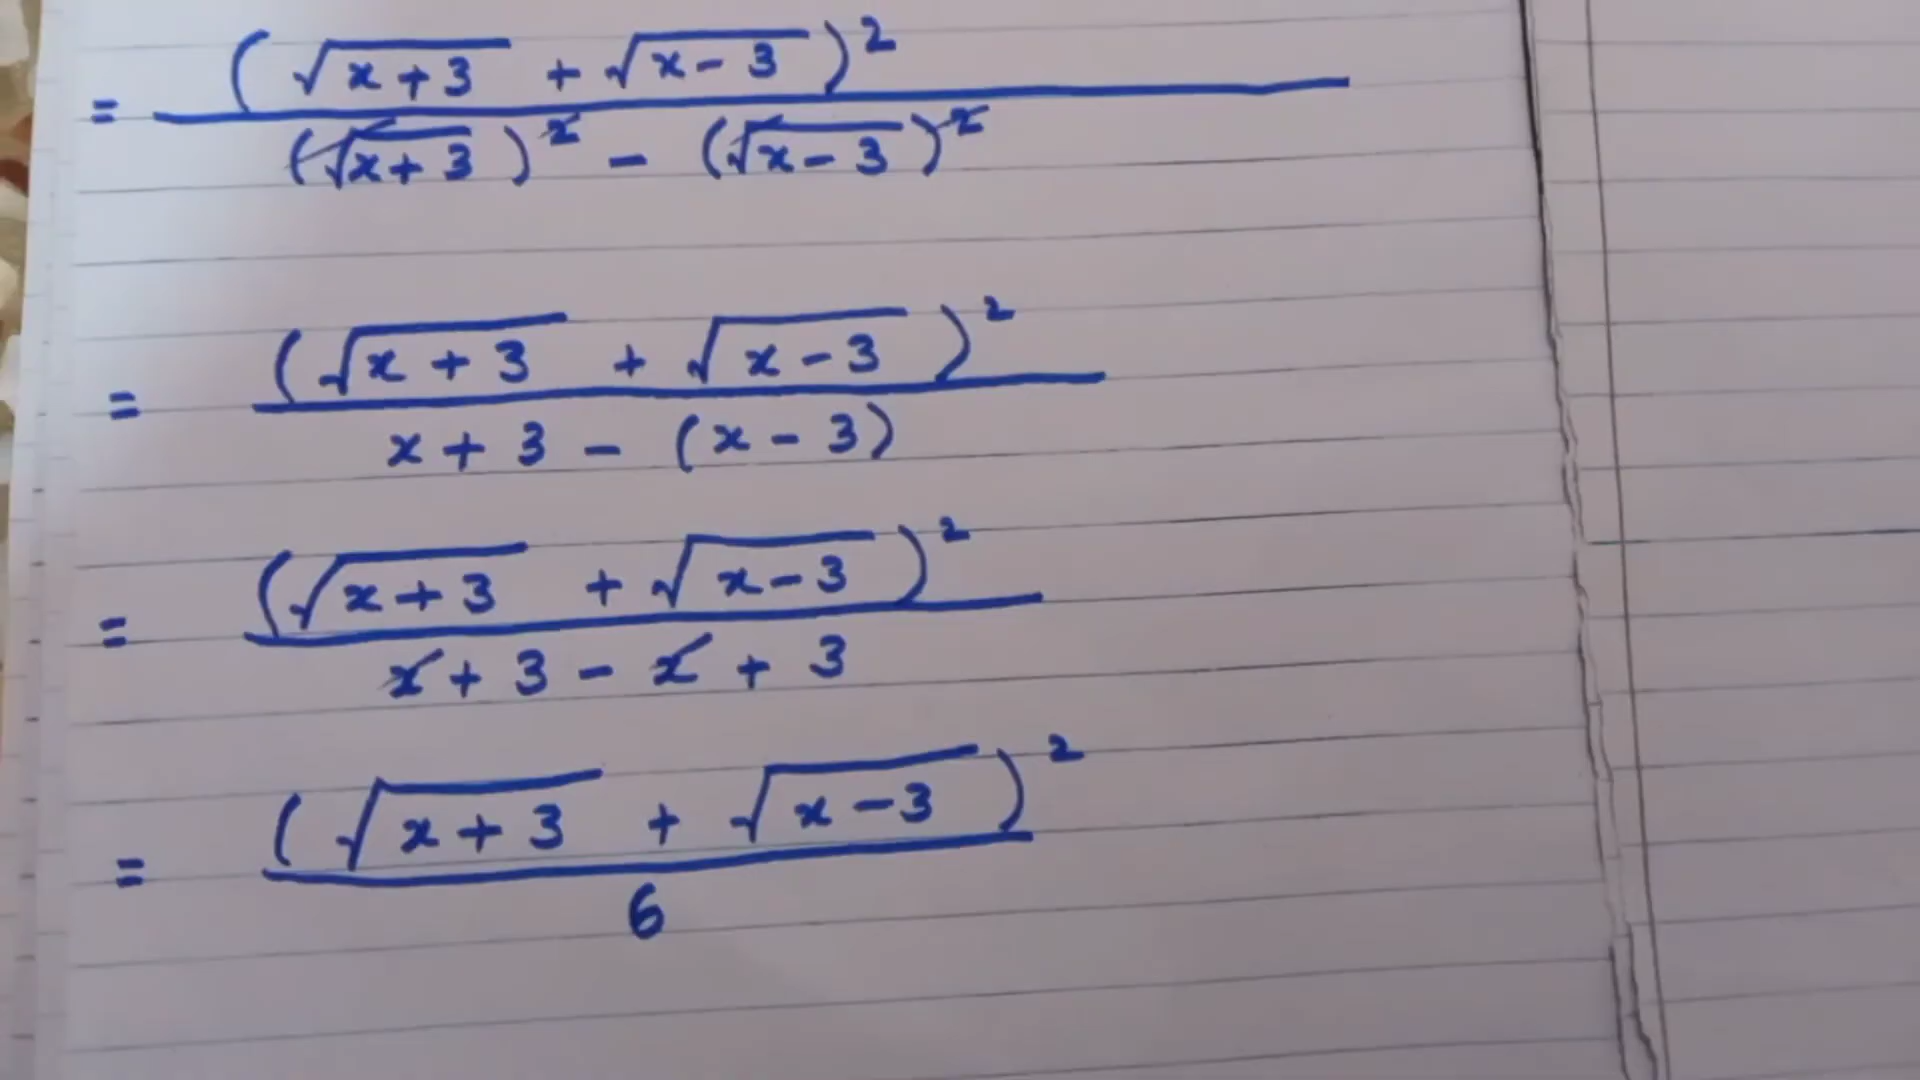 = (√(x+3) + √(x-3))² / (√(x+3))² - (√(x-3))²
= (√(x+3) + √(x-3))² / x+3-(x-3)
= (√(x+3) + √(x-3))² / x+3-x+3
= (√(x+3) + √(x-3))² / 6